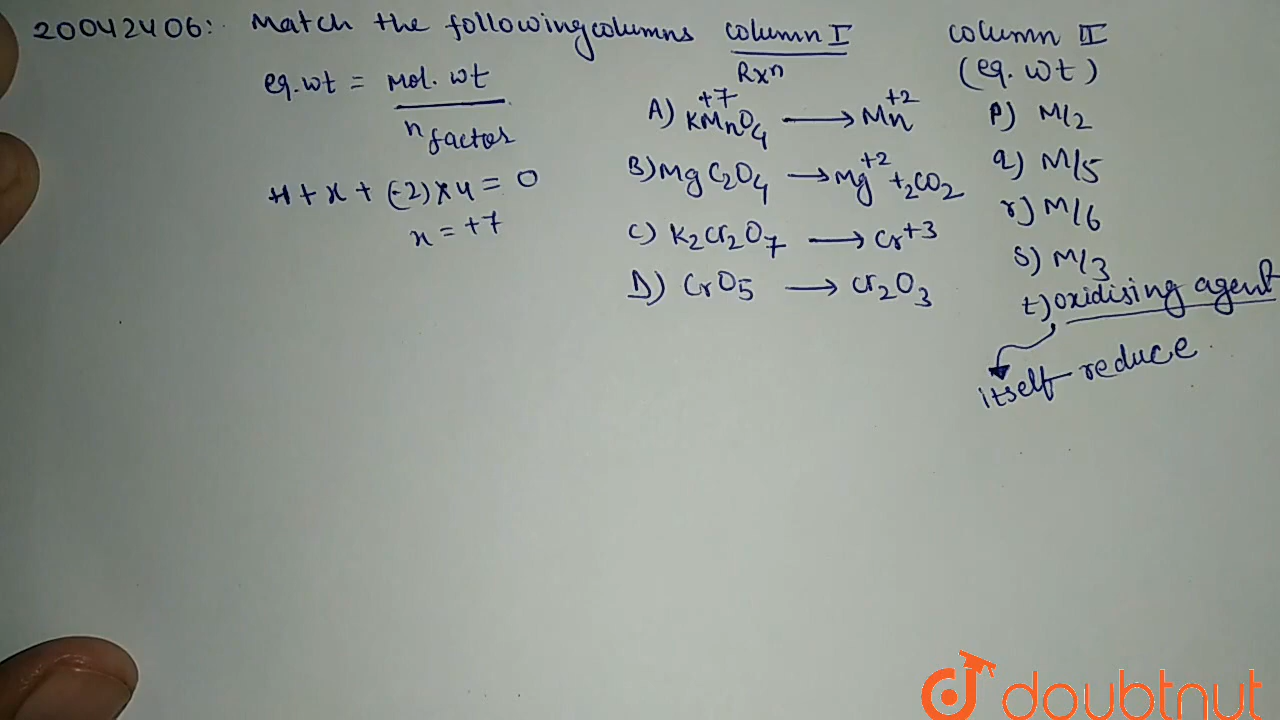 20042406: Match the following columns column I column II
Rxn (eq. wt)
eq.wt = Mol. wt
n factor
+1 + x + (-2) × 4 = 0
x = +7
+7 +2
A) KMnO4 → Mn
B) MgC2O4 → Mg+2 + 2CO2
C) K2Cr2O7 → Cr+3
D) CrO5 → Cr2O3
P) M/2
q) M/5
r) M/6
S) M/3
t) oxidising agent
itself reduce
doubtnut